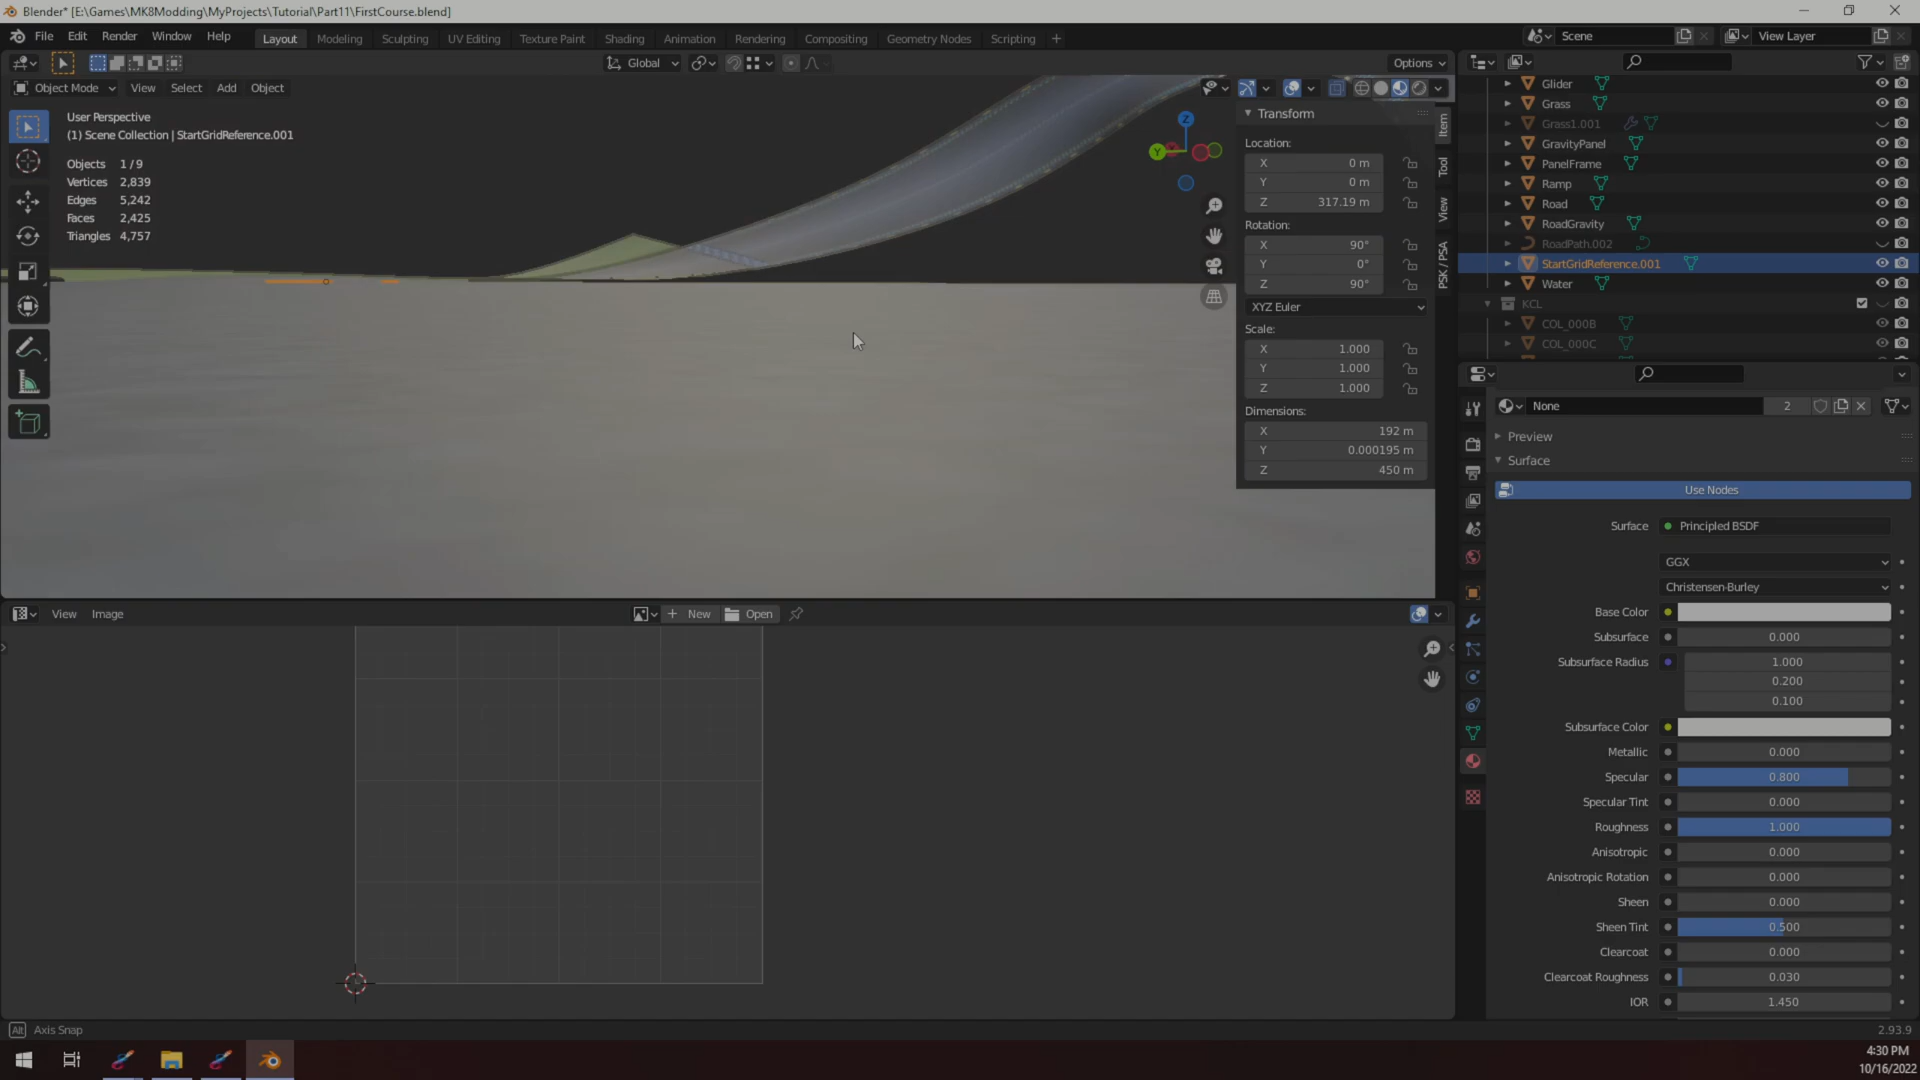 Blender* [E:\Games\MK8Modding\MyProjects\Tutorial\Part11\FirstCourse.blend]
File Edit Render Window Help
Layout Modeling Sculpting UV Editing Texture Paint Shading Animation Rendering Compositing Geometry Nodes Scripting +
Scene
View Layer
Global
Options
Object Mode View Select Add Object
User Perspective
(1) Scene Collection | StartGridReference.001
Objects 1 / 9
Vertices 2,839
Edges 5,242
Faces 2,425
Triangles 4,757
Z
Y
Transform
Location:
X 0 m
Y 0 m
Z 317.19 m
Rotation:
X 90°
Y 0°
Z 90°
XYZ Euler
Scale:
X 1.000
Y 1.000
Z 1.000
Dimensions:
X 192 m
Y 0.000195 m
Z 450 m
Item
Tool
View
PSK / PSA
Glider
Grass
Grass1.001
GravityPanel
PanelFrame
Ramp
Road
RoadGravity
RoadPath.002
StartGridReference.001
Water
KCL
COL_000B
COL_000C
None 2
Preview
Surface
Use Nodes
Surface Principled BSDF
GGX
Christensen-Burley
Base Color
Subsurface 0.000
Subsurface Radius 1.000
0.200
0.100
Subsurface Color
Metallic 0.000
Specular 0.800
Specular Tint 0.000
Roughness 1.000
Anisotropic 0.000
Anisotropic Rotation 0.000
Sheen 0.000
Sheen Tint 0.500
Clearcoat 0.000
Clearcoat Roughness 0.030
IOR 1.450
View Image
+ New Open
Alt Axis Snap
2.93.9
4:30 PM
10/16/2022